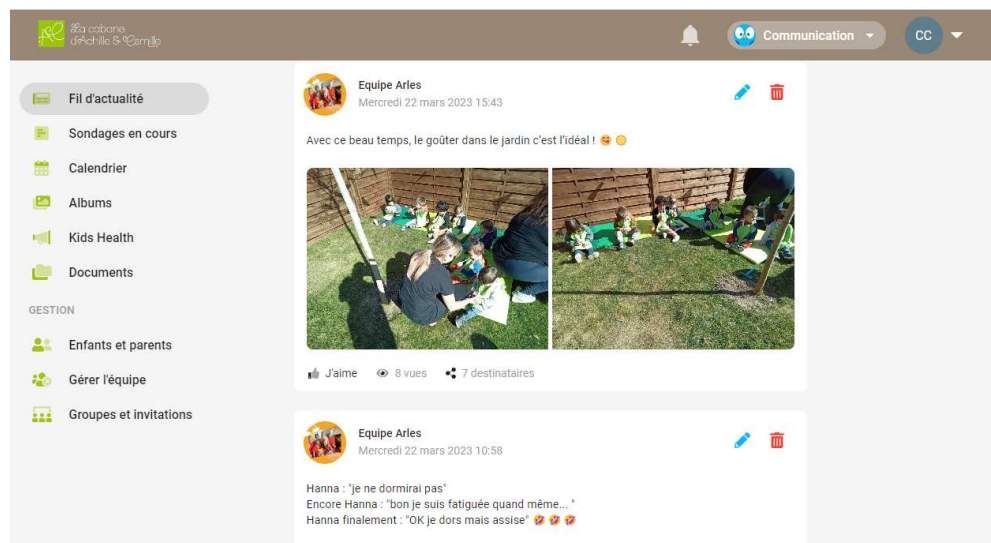 La cabane
d'Achille & Camille
Communication
CC
Fil d'actualité
Sondages en cours
Calendrier
Albums
Kids Health
Documents
GESTION
Enfants et parents
Gérer l'équipe
Groupes et invitations
Equipe Arles
Mercredi 22 mars 2023 15:43
Avec ce beau temps, le goûter dans le jardin c'est l'idéal !
J'aime 8 vues 7 destinataires
Equipe Arles
Mercredi 22 mars 2023 10:58
Hanna : "je ne dormirai pas"
Encore Hanna : "bon je suis fatiguée quand même... "
Hanna finalement : "OK je dors mais assise" 🤣 🤣 🤣